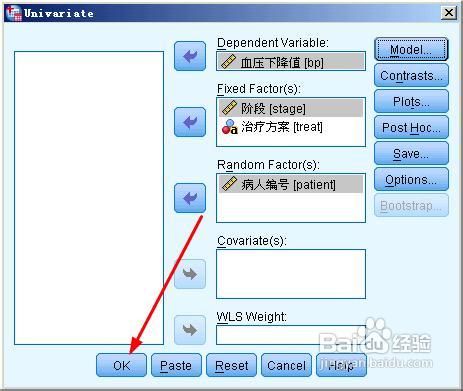 Univariate
Dependent Variable:
血压下降值 [bp]
Fixed Factor(s):
阶段 [stage]
治疗方案 [treat]
Random Factor(s):
病人编号 [patient]
Covariate(s):
WLS Weight:
Model...
Contrasts...
Plots...
Post Hoc...
Save...
Options...
Bootstrap...
OK
Paste
Reset
Cancel
Help
Baidu 经验
jingyan.baidu.com